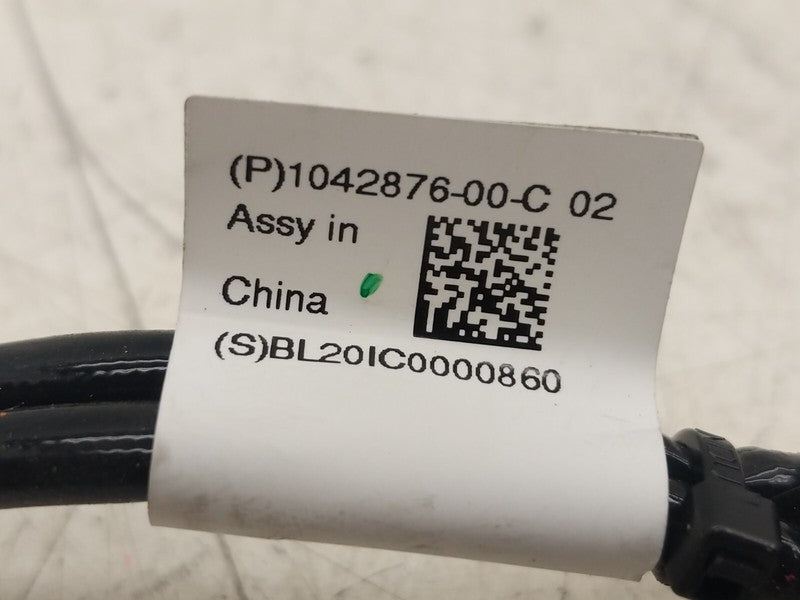 (P)1042876-00-C 02
Assy in
China
(S)BL20IC0000860